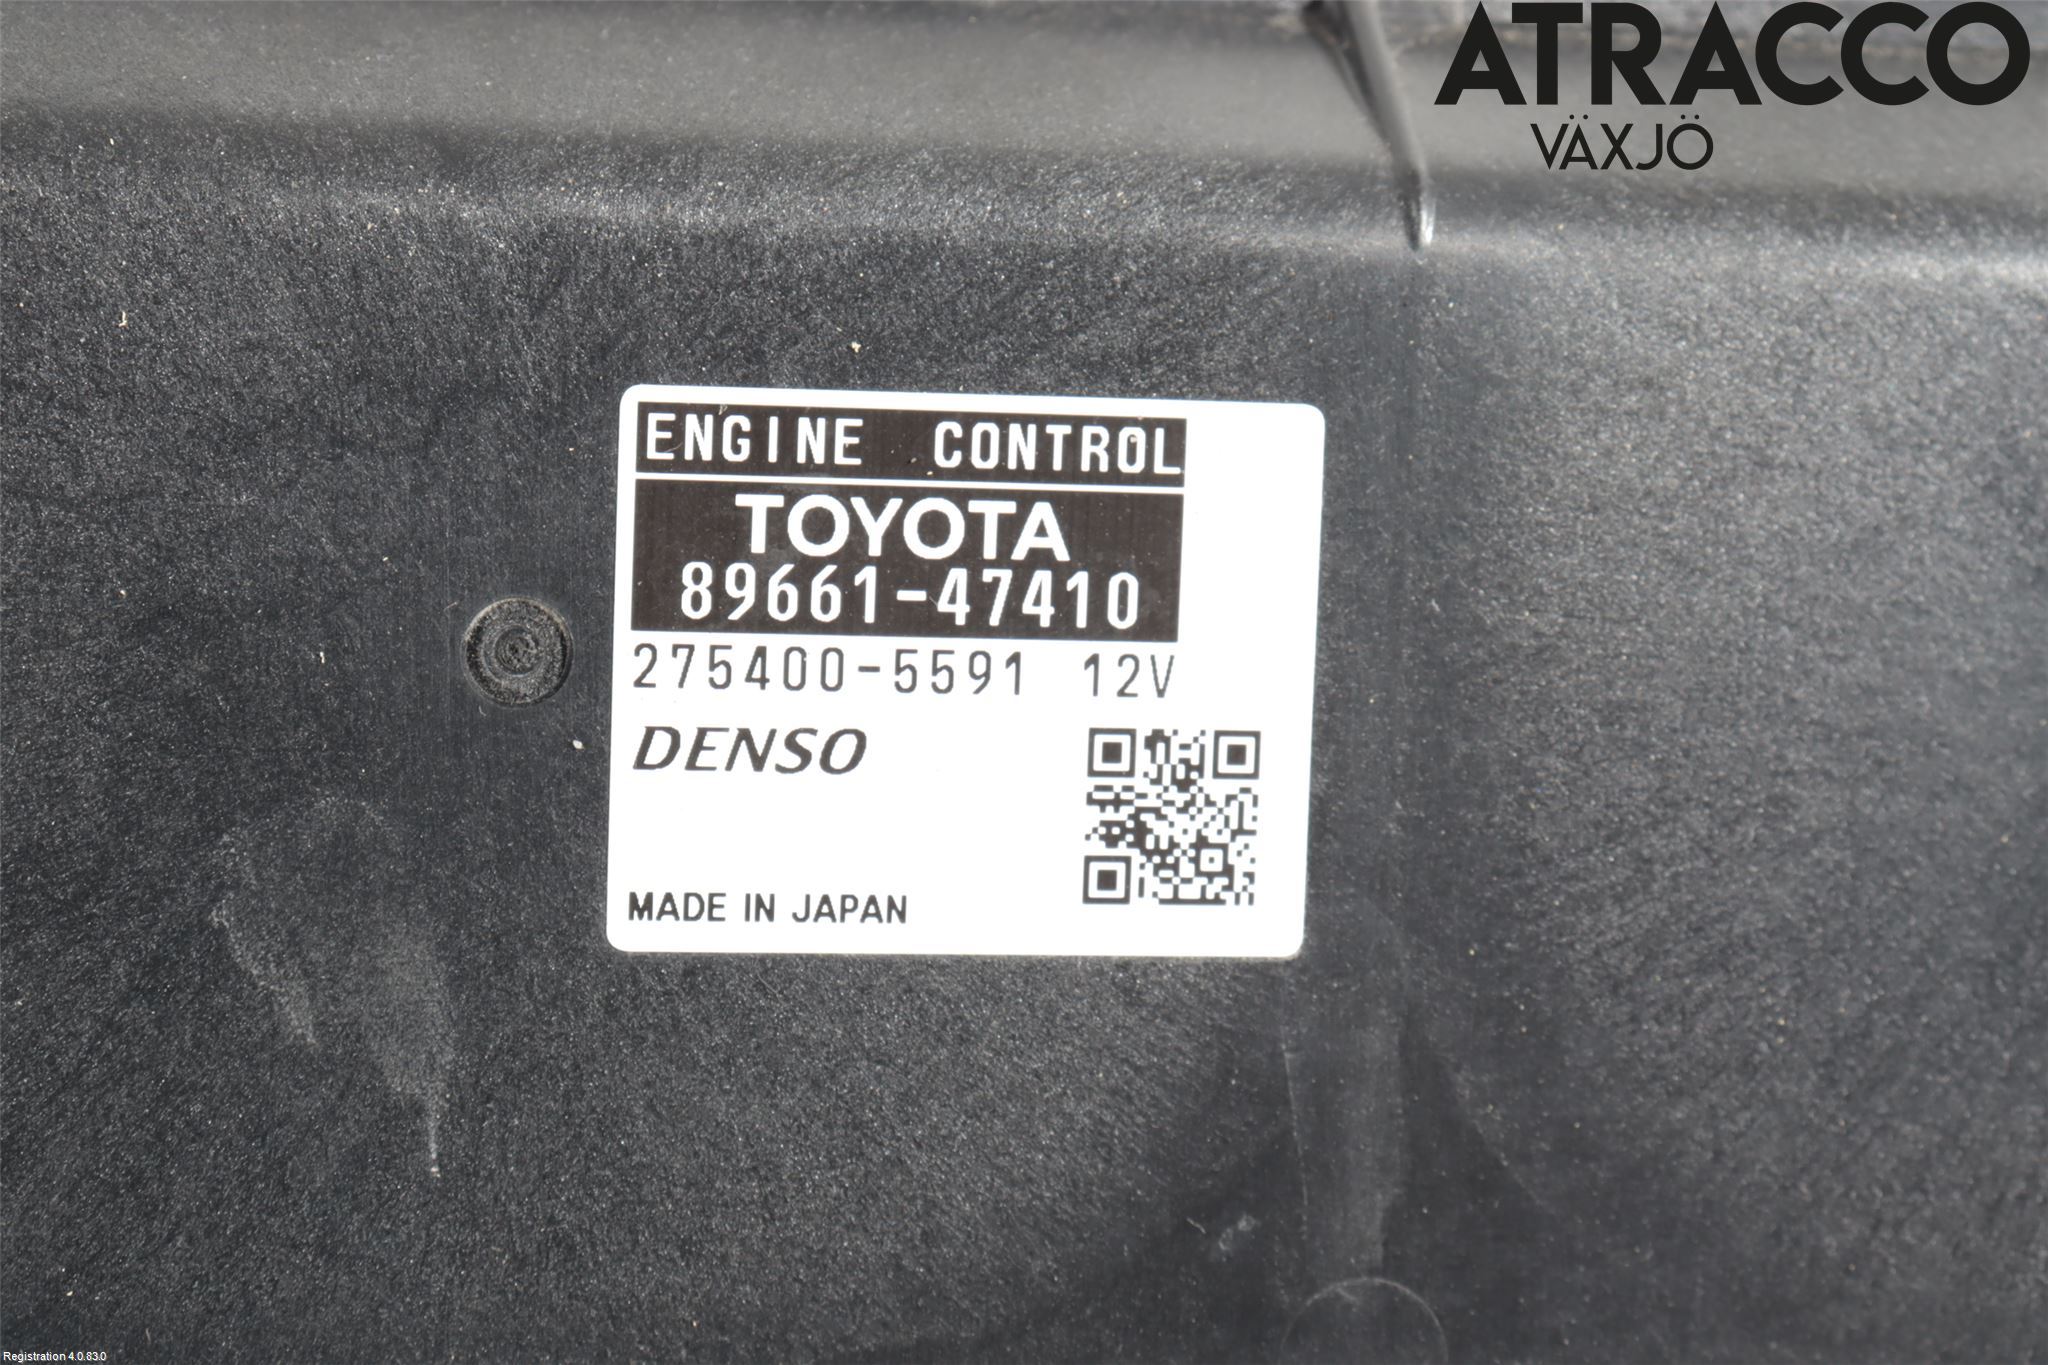 ATRACCO
VÄXJÖ
ENGINE CONTROL
TOYOTA
89661-47410
275400-5591 12V
DENSO
MADE IN JAPAN
Registration 4.0.83.0